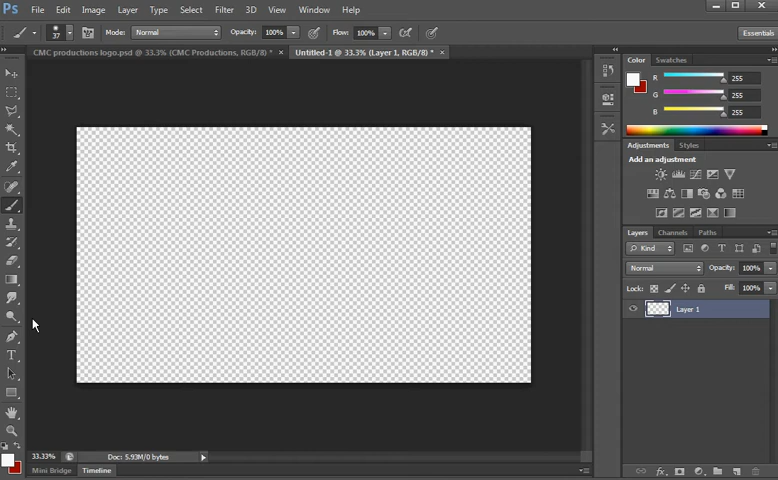 Ps File Edit Image Layer Type Select Filter 3D View Window Help
37 Mode: Normal Opacity: 100% Flow: 100% Essentials
CMC productions logo.psd @ 33.3% (CMC Productions, RGB/8) * × Untitled-1 @ 33.3% (Layer 1, RGB/8) * ×
Color Swatches
R 255
G 255
B 255
Adjustments Styles
Add an adjustment
Layers Channels Paths
Kind
Normal Opacity: 100%
Lock: Fill: 100%
Layer 1
33.33% Doc: 5.93M/0 bytes
Mini Bridge Timeline